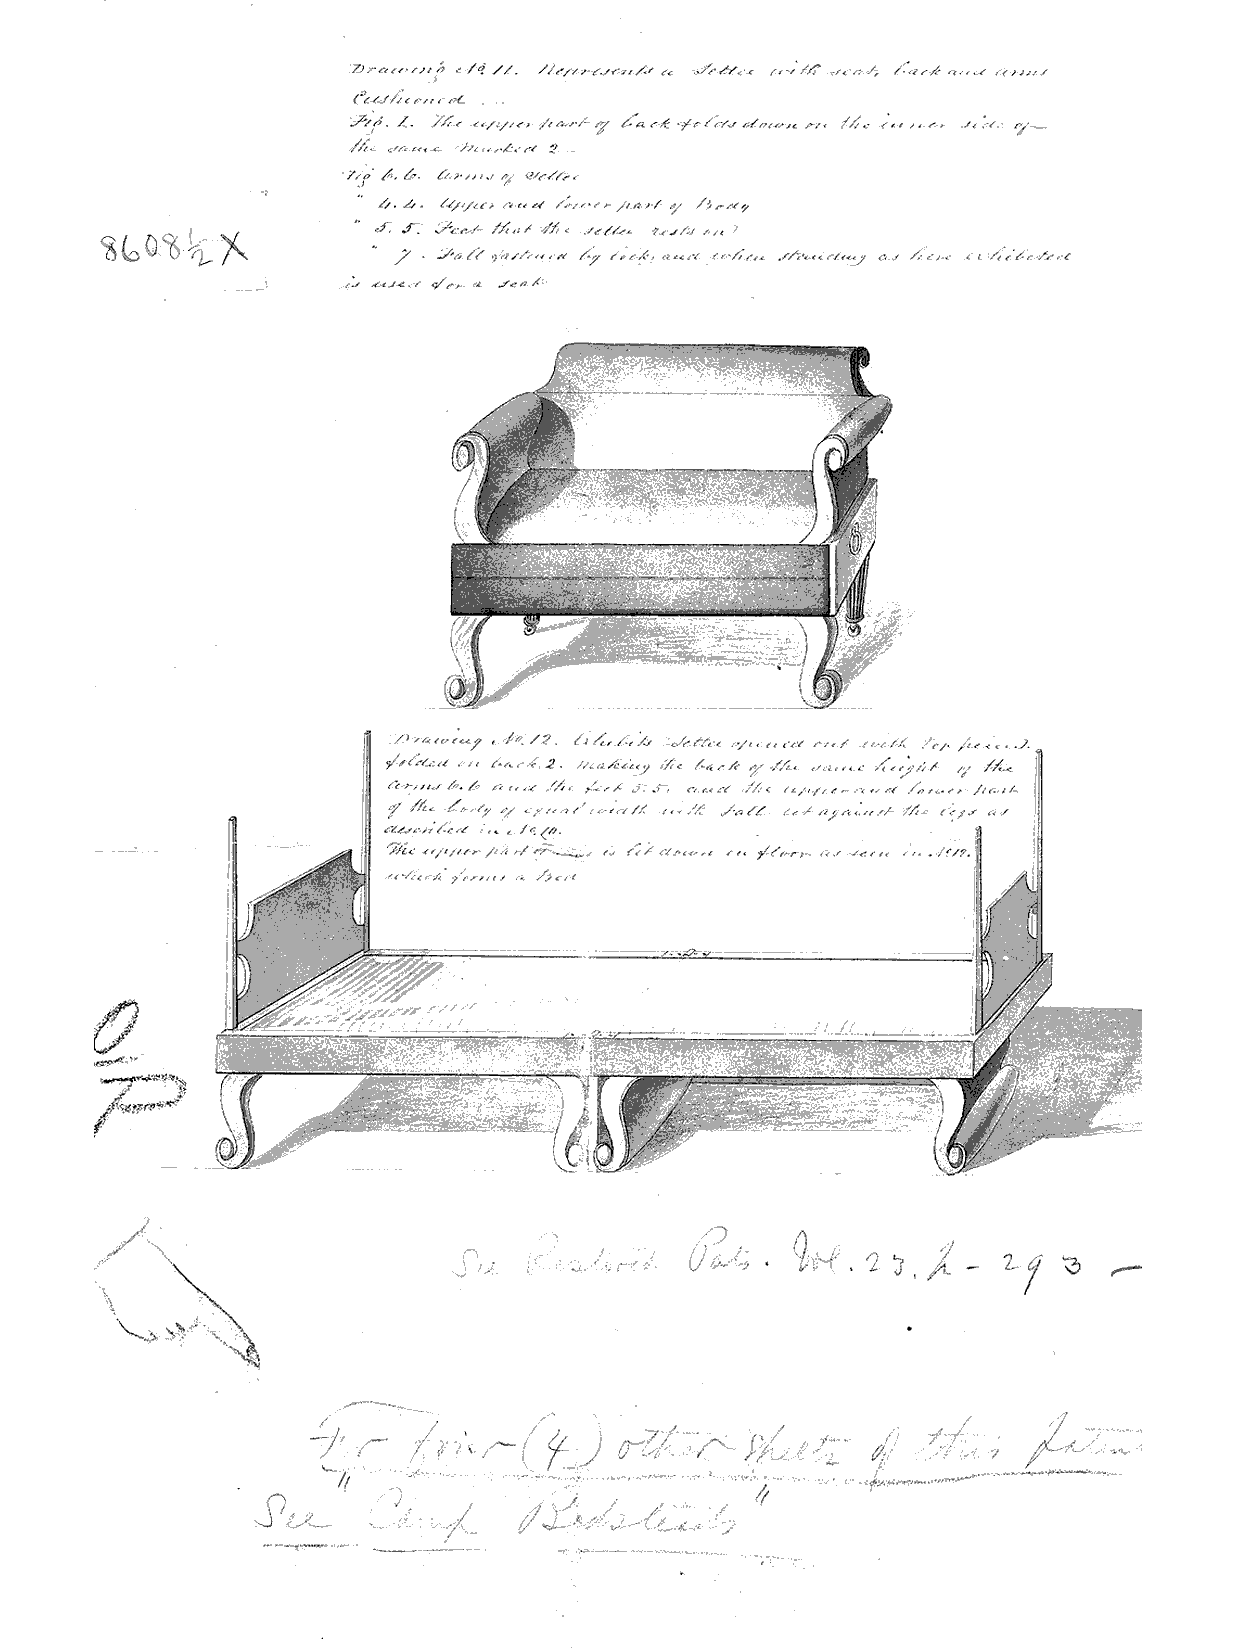 Drawing No. 11. Represents a Settee with seat, back and arms
Cushioned
Fig. 1. The upper part of back folds down on the inner side of
the same Marked 2
Fig 6.6. Arms of Settee
" 4.4. Upper and lower part of Body
" 5.5. Feet that the settee rests on
" 7. Fall fastened by lock, and when standing as here exhibited
is used for a seat
8608½ X
Drawing No. 12. Exhibits Settee opened out with top piece 1.
folded on back 2. making the back of the same height of the
Arms 6.6 and the feet 5.5. and the upper and lower part
of the body of equal width with Fall let against the legs as
described in No. 10.
The upper part is let down on floor as seen in No 12.
which forms a Bed
O
P
See Restored Pats. Vol. 23. p - 293 -
For four (4) other sheets of this paten
See "Camp Bedsteads"